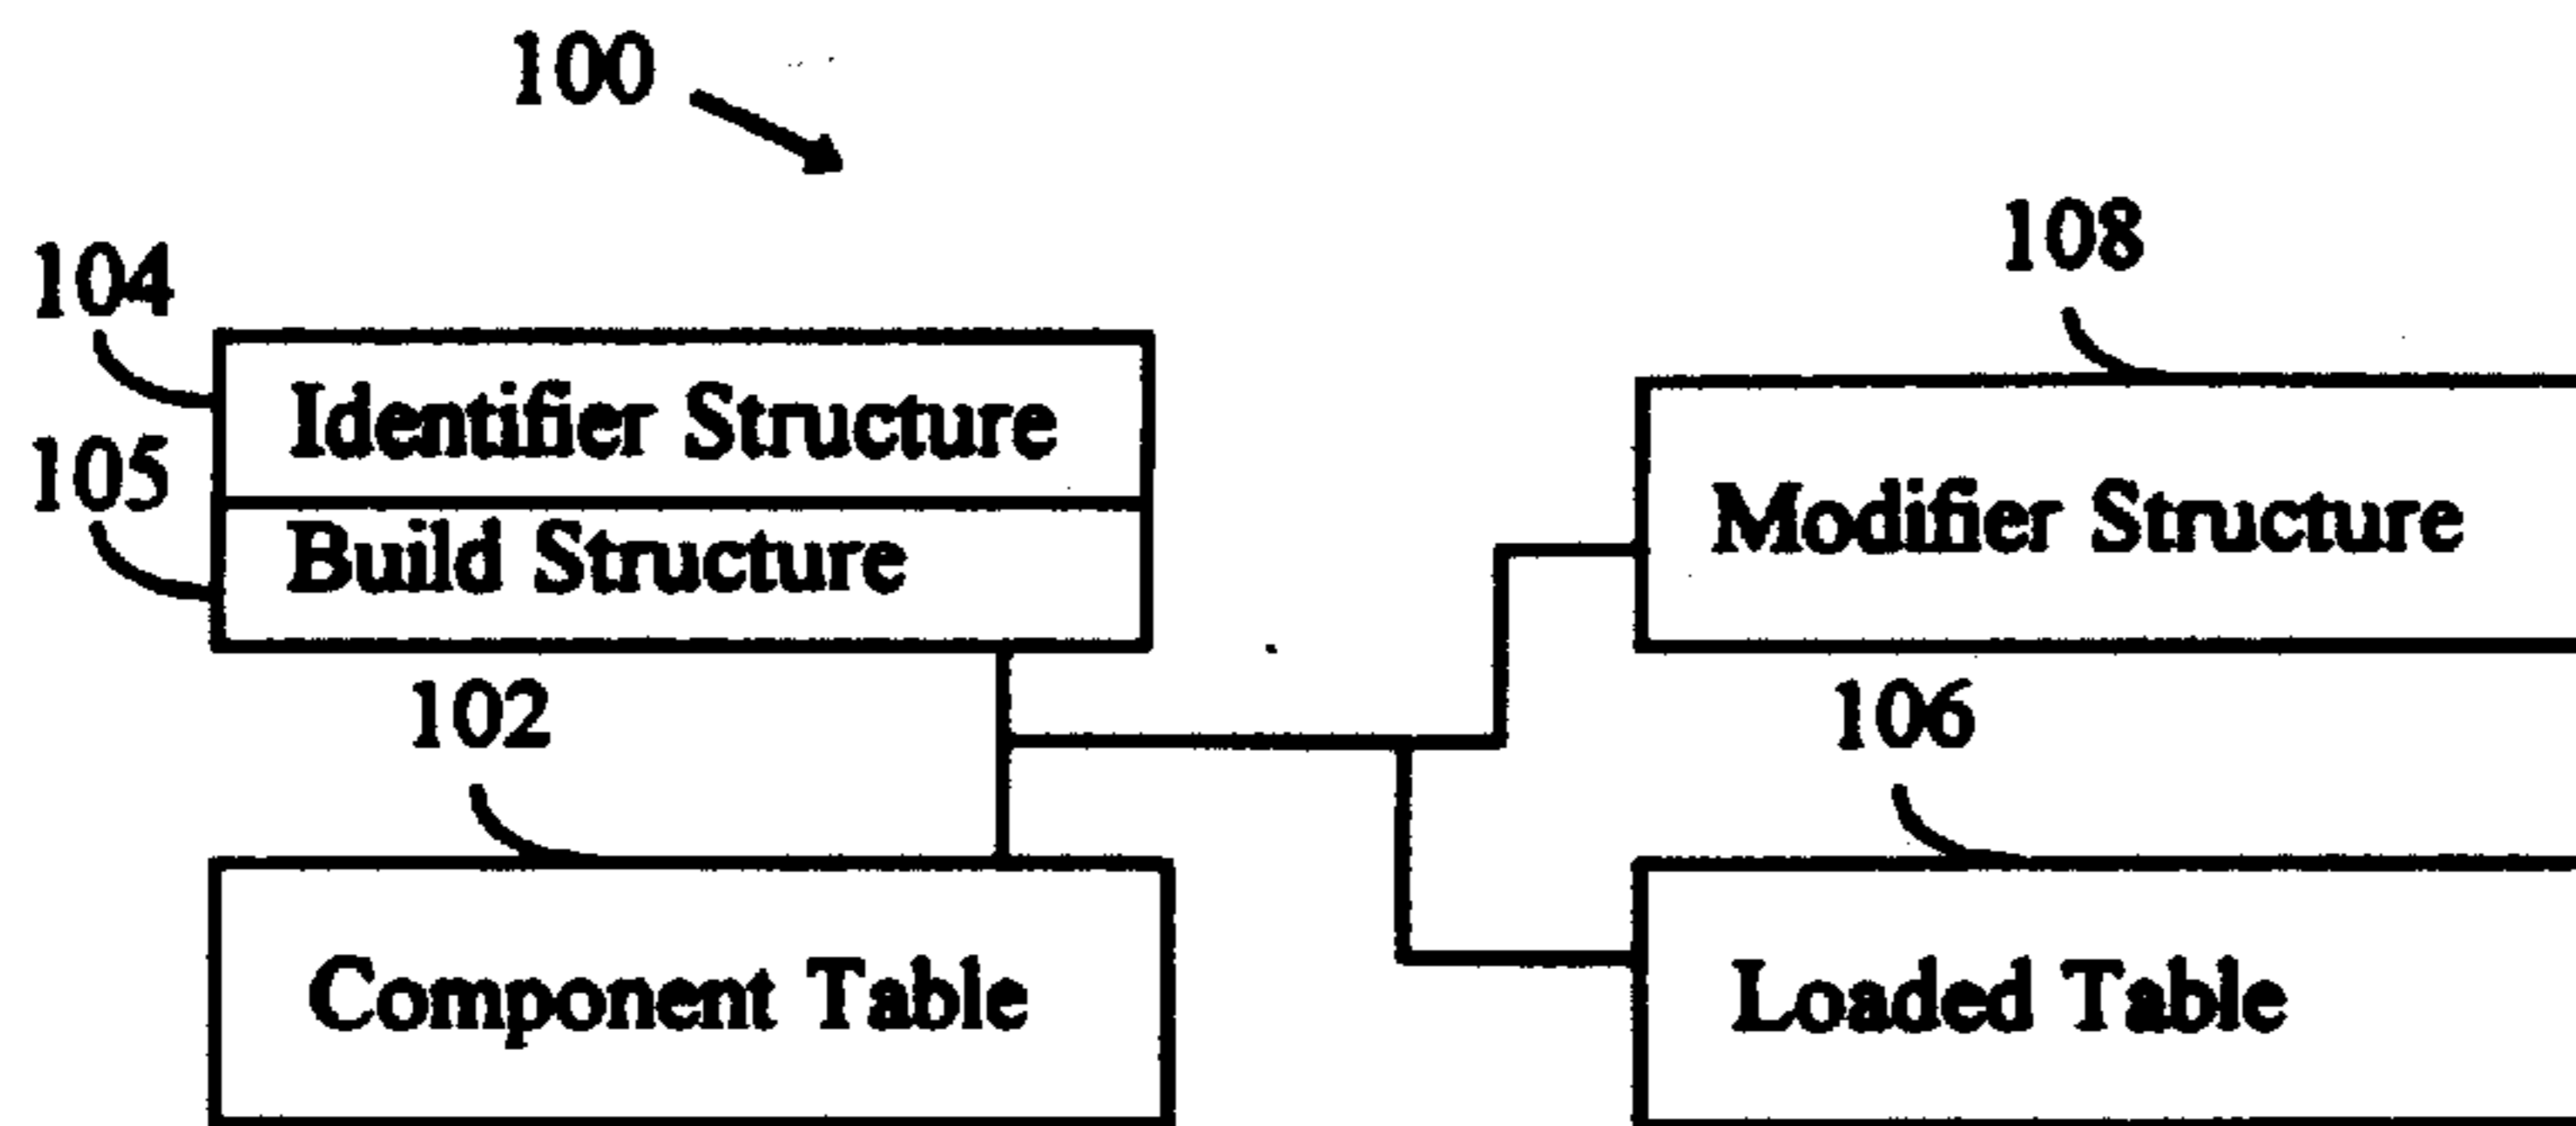 100
104
Identifier Structure
105
Build Structure
108
Modifier Structure
102
Component Table
106
Loaded Table